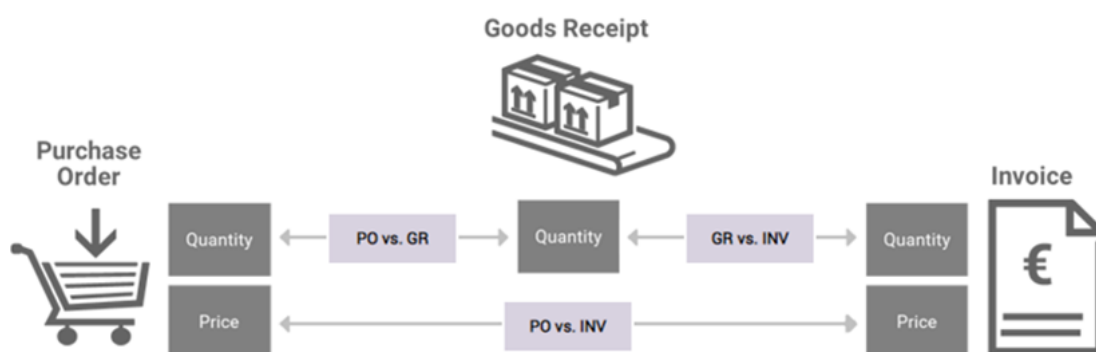 Goods Receipt
Purchase
Order
Invoice
Quantity
PO vs. GR
Quantity
GR vs. INV
Quantity
€
Price
PO vs. INV
Price